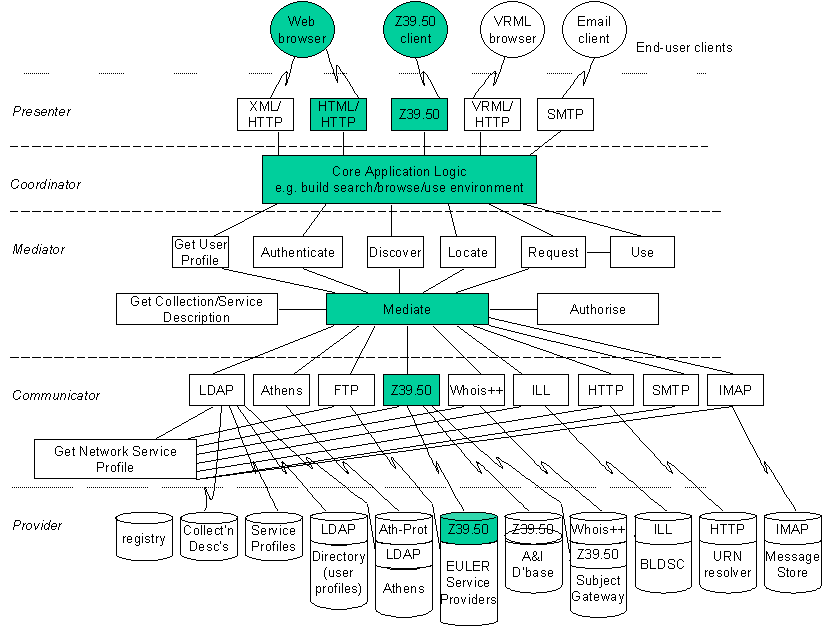 Web
browser
Z39.50
client
VRML
browser
Email
client
End-user clients
Presenter
XML/
HTTP
HTML/
HTTP
Z39.50
VRML/
HTTP
SMTP
Coordinator
Core Application Logic
e.g. build search/browse/use environment
Mediator
Get User
Profile
Authenticate
Discover
Locate
Request
Use
Get Collection/Service
Description
Mediate
Authorise
Communicator
LDAP
Athens
FTP
Z39.50
Whois++
ILL
HTTP
SMTP
IMAP
Get Network Service
Profile
Provider
registry
Collect'n
Desc's
Service
Profiles
LDAP
Directory
(user
profiles)
Ath-Prot
LDAP
Athens
Z39.50
EULER
Service
Providers
Z39.50
A&I
D'base
Whois++
Z39.50
Subject
Gateway
ILL
BLDSC
HTTP
URN
resolver
IMAP
Message
Store